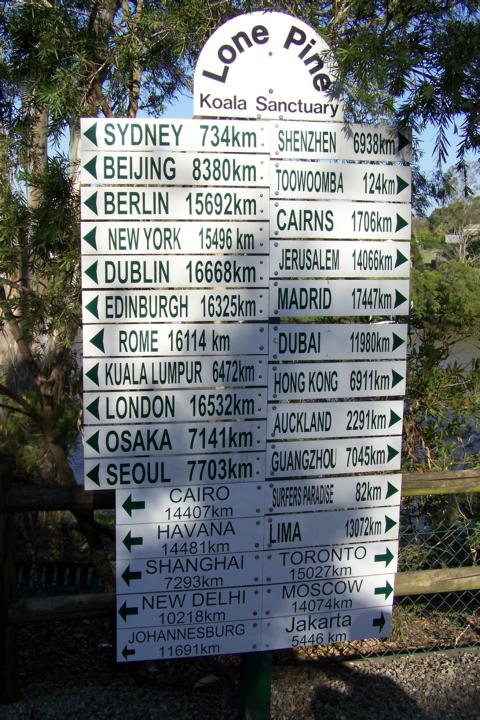 Lone Pine
Koala Sanctuary
SYDNEY 734km
BEIJING 8380km
BERLIN 15692km
NEW YORK 15496 km
DUBLIN 16668km
EDINBURGH 16325km
ROME 16114 km
KUALA LUMPUR 6472km
LONDON 16532km
OSAKA 7141km
SEOUL 7703km
CAIRO
14407km
HAVANA
14481km
SHANGHAI
7293km
NEW DELHI
10218km
JOHANNESBURG
11691km
SHENZHEN 6938km
TOOWOOMBA 124km
CAIRNS 1706km
JERUSALEM 14066km
MADRID 17447km
DUBAI 11980km
HONG KONG 6911km
AUCKLAND 2291km
GUANGZHOU 7045km
SURFERS PARADISE 82km
LIMA 13072km
TORONTO
15027km
MOSCOW
14074km
Jakarta
5446 km